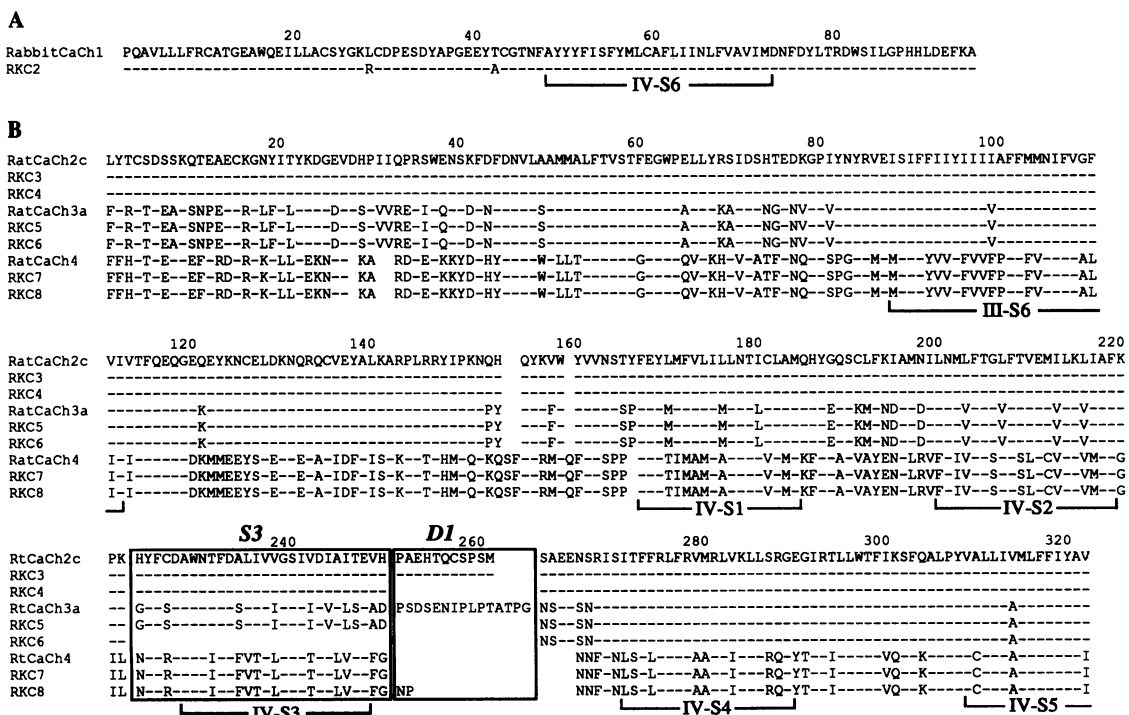 A
20 40 60 80
RabbitCaCh1 PQAVLLLFRCATGEAWQEILLACSYGKLCDPESDYAPGEEYTCGTNFAYYYFISFYMLCAFLIINLFVAVIMDNFDYLTRDWSILGPHHLDEFKA
RKC2 ----------------------------R-------------A-----------------------------------------------------
IV-S6
B
20 40 60 80 100
RatCaCh2c LYTCSDSSKQTEAECKGNYITYKDGEVDHPIIQPRSWENSKFDFDNVLAAMMALFTVSTFEGWPELLYRSIDSHTEDKGPIYNYRVEISIFFIIYIIIIAFFMMNIFVGF
RKC3
RKC4
RatCaCh3a F-R-T-EA-SNPE--R-LF-L----D--S-VVRE-I-Q--D-N-----S---------------A---KA---NG-NV--V-----------------V-----------
RKC5 F-R-T-EA-SNPE--R-LF-L----D--S-VVRE-I-Q--D-N-----S---------------A---KA---NG-NV--V-----------------V-----------
RKC6 F-R-T-EA-SNPE--R-LF-L----D--S-VVRE-I-Q--D-N-----S---------------A---KA---NG-NV--V-----------------V-----------
RatCaCh4 FFH-T-E--EF-RD-R-K-LL-EKN-- KA RD-E-KKYD-HY----W-LLT------G----QV-KH-V-ATF-NQ--SPG--M-M---YVV-FVVFP--FV----AL
RKC7 FFH-T-E--EF-RD-R-K-LL-EKN-- KA RD-E-KKYD-HY----W-LLT------G----QV-KH-V-ATF-NQ--SPG--M-M---YVV-FVVFP--FV----AL
RKC8 FFH-T-E--EF-RD-R-K-LL-EKN-- KA RD-E-KKYD-HY----W-LLT------G----QV-KH-V-ATF-NQ--SPG--M-M---YVV-FVVFP--FV----AL
III-S6
120 140 160 180 200 220
RatCaCh2c VIVTFQEQGEQEYKNCELDKNQRQCVEYALKARPLRRYIPKNQH QYKVW YVVNSTYFEYLMFVLILLNTICLAMQHYGQSCLFKIAMNILNMLFTGLFTVEMILKLIAFK
RKC3
RKC4
RatCaCh3a ----------K-------------------------------PY ---F- -----SP---M-----M---L-------E--KM-ND--D----V---V-----V--V----
RKC5 ----------K-------------------------------PY ---F- -----SP---M-----M---L-------E--KM-ND--D----V---V-----V--V----
RKC6 ----------K-------------------------------PY ---F- -----SP---M-----M---L-------E--KM-ND--D----V---V-----V--V----
RatCaCh4 I-I------DKMMEEYS-E--E-A-IDF-IS-K--T--HM-Q-KQSF--RM-QF---SPP ---TIMAM-A----V-M-KF--A-VAYEN-LRVF-IV--S--SL-CV--VM--G
RKC7 I-I------DKMMEEYS-E--E-A-IDF-IS-K--T--HM-Q-KQSF--RM-QF---SPP ---TIMAM-A----V-M-KF--A-VAYEN-LRVF-IV--S--SL-CV--VM--G
RKC8 I-I------DKMMEEYS-E--E-A-IDF-IS-K--T--HM-Q-KQSF--RM-QF---SPP ---TIMAM-A----V-M-KF--A-VAYEN-LRVF-IV--S--SL-CV--VM--G
IV-S1 IV-S2
S3 D1
240 260 280 300 320
RtCaCh2c PK HYFCDAWNTFDALIVVGSIVDIAITEVH PAEHTQCSPSM SAEENSRISITFFRLFRVMRLVKLLSRGEGIRTLLWTFIKSFQALPYVALLIVMLFFIYAV
RKC3
RKC4
RtCaCh3a -- G--S-------S---I---I-V-LS-AD PSDSENIPLPTATPG NS--SN---------------------------------------------A--------
RKC5 -- G--S-------S---I---I-V-LS-AD NS--SN---------------------------------------------A--------
RKC6 -- NS--SN---------------------------------------------A--------
RtCaCh4 IL N--R----I--FVT-L---T--LV--FG NNF-NLS-L----AA--I---RQ-YT--I-----VQ--K----C---A-------I
RKC7 IL N--R----I--FVT-L---T--LV--FG NNF-NLS-L----AA--I---RQ-YT--I-----VQ--K----C---A-------I
RKC8 IL N--R----I--FVT-L---T--LV--FG NP NNF-NLS-L----AA--I---RQ-YT--I-----VQ--K----C---A-------I
IV-S3 IV-S4 IV-S5